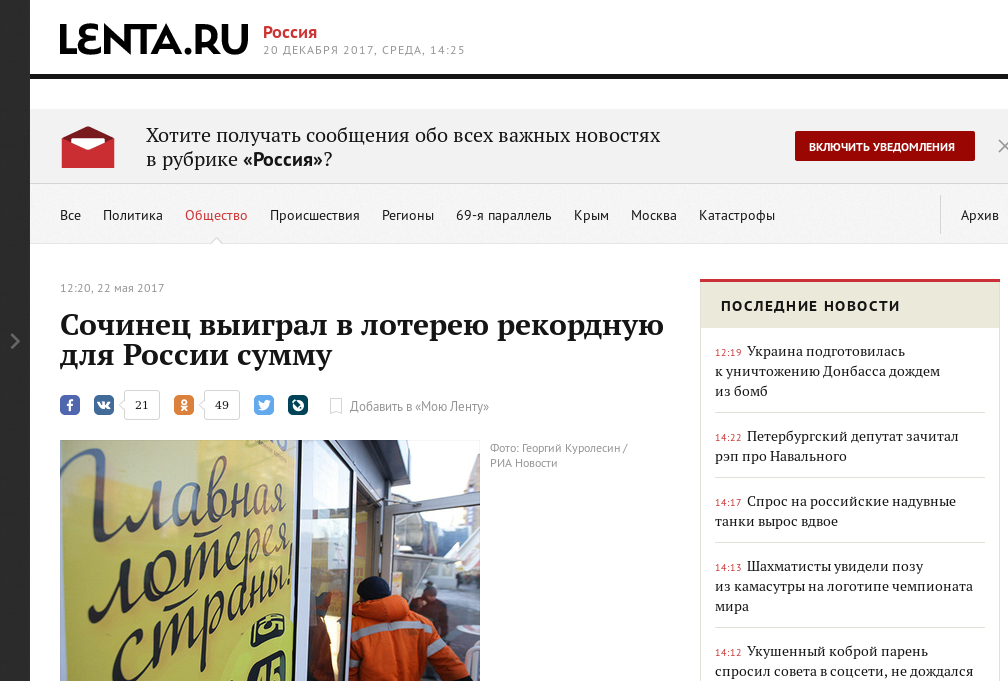 LENTA.RU
Россия
20 ДЕКАБРЯ 2017, СРЕДА, 14:25
Хотите получать сообщения обо всех важных новостях
в рубрике «Россия»?
ВКЛЮЧИТЬ УВЕДОМЛЕНИЯ
Все Политика Общество Происшествия Регионы 69-я параллель Крым Москва Катастрофы Архив
12:20, 22 мая 2017
Сочинец выиграл в лотерею рекордную
для России сумму
21 49 Добавить в «Мою Ленту»
Фото: Георгий Куролесин /
РИА Новости
Главная
лотерея
страны!
ПОСЛЕДНИЕ НОВОСТИ
12:19 Украина подготовилась
к уничтожению Донбасса дождем
из бомб
14:22 Петербургский депутат зачитал
рэп про Навального
14:17 Спрос на российские надувные
танки вырос вдвое
14:13 Шахматисты увидели позу
из камасутры на логотипе чемпионата
мира
14:12 Укушенный коброй парень
спросил совета в соцсети, не дождался